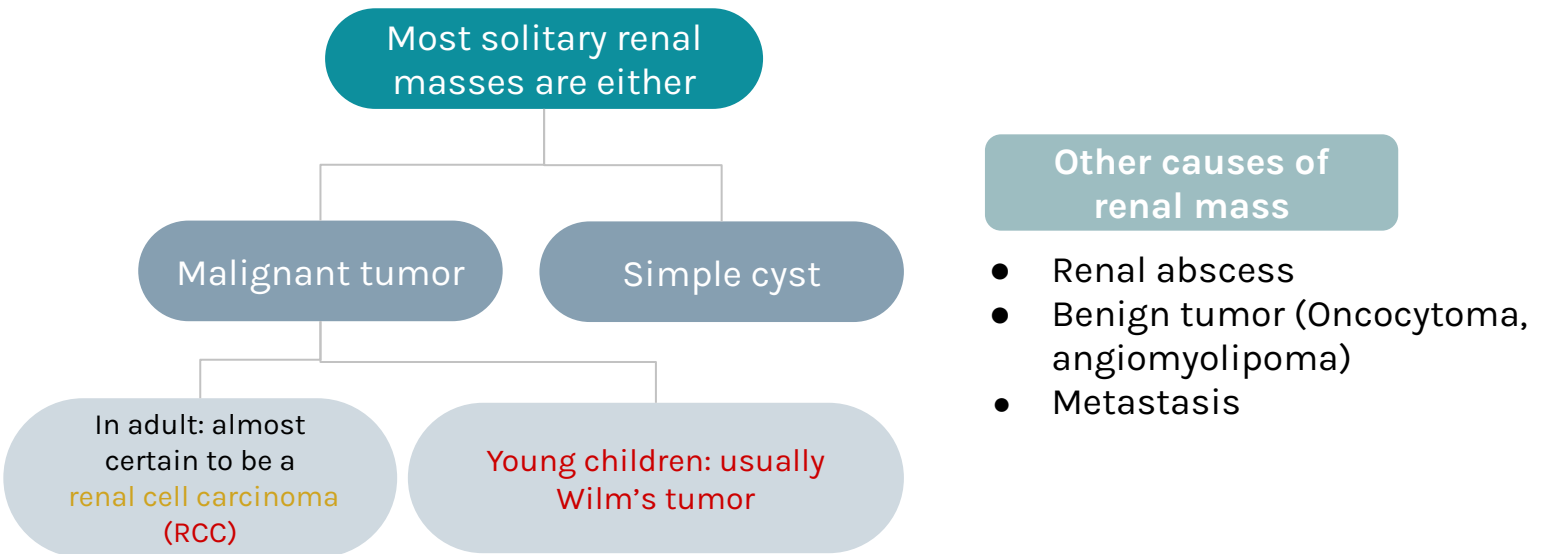 Most solitary renal
masses are either
Malignant tumor
Simple cyst
In adult: almost
certain to be a
renal cell carcinoma
(RCC)
Young children: usually
Wilm’s tumor
Other causes of
renal mass
● Renal abscess
● Benign tumor (Oncocytoma,
angiomyolipoma)
● Metastasis